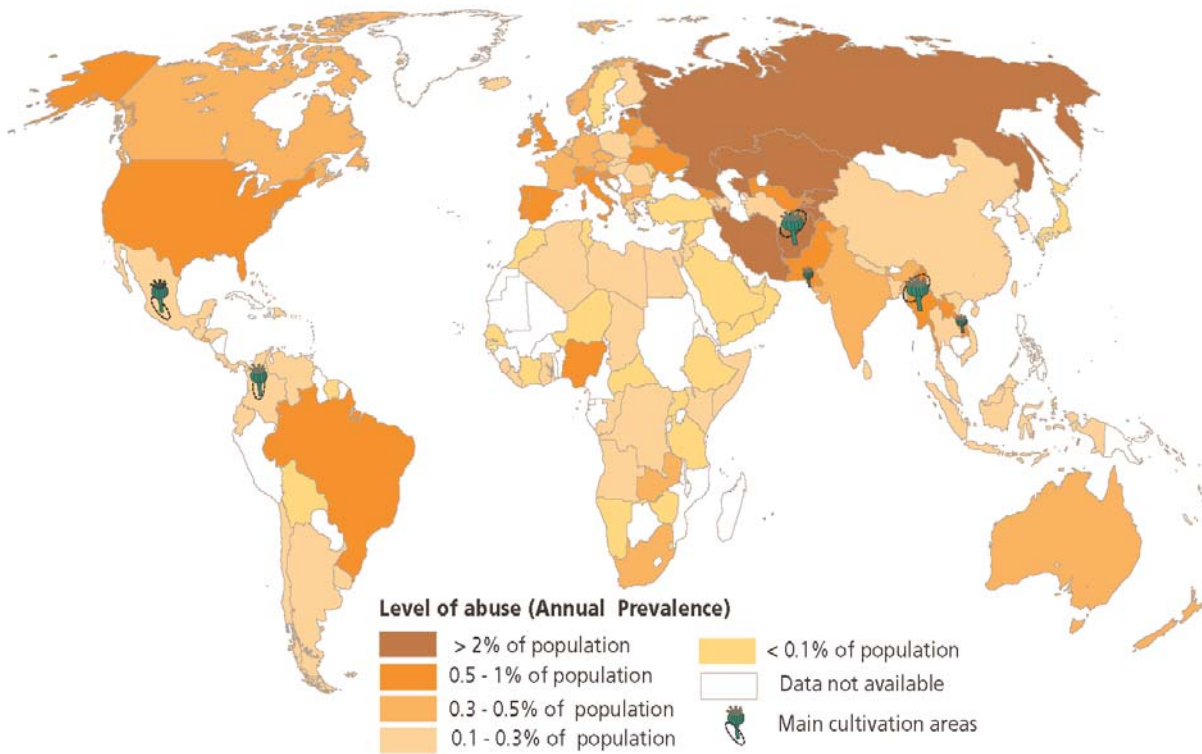 Level of abuse (Annual Prevalence)
> 2% of population
0.5 - 1% of population
0.3 - 0.5% of population
0.1 - 0.3% of population
< 0.1% of population
Data not available
Main cultivation areas